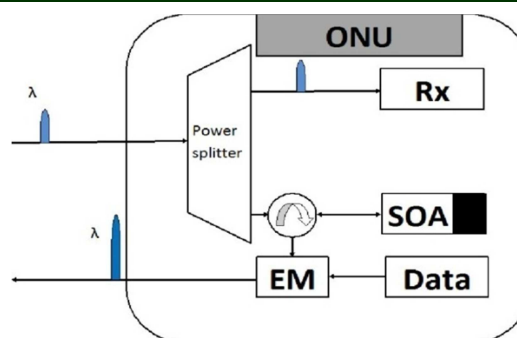 ONU
λ
Rx
Power
splitter
λ
SOA
EM
Data